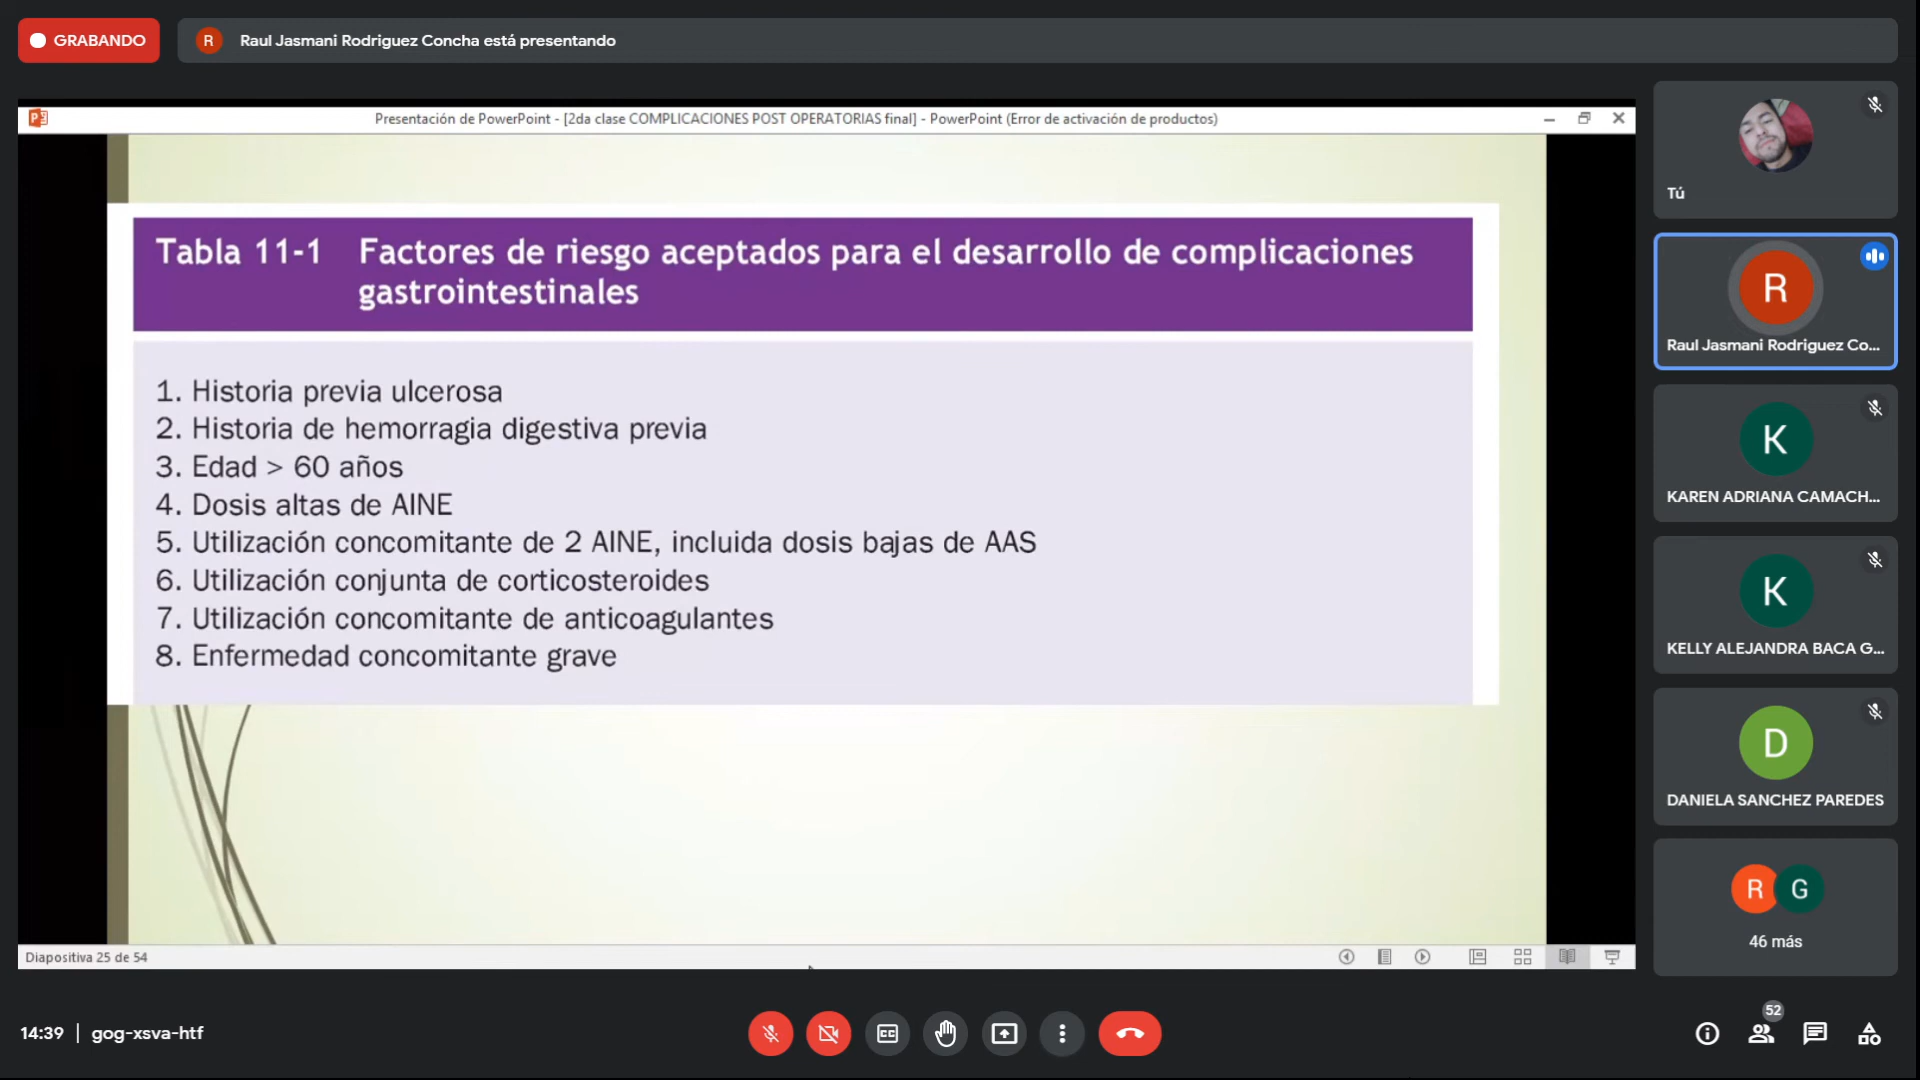 GRABANDO
R
Raul Jasmani Rodriguez Concha está presentando
Presentación de PowerPoint - [2da clase COMPLICACIONES POST OPERATORIAS final] - PowerPoint (Error de activación de productos)
Tabla 11-1 Factores de riesgo aceptados para el desarrollo de complicaciones
gastrointestinales
1. Historia previa ulcerosa
2. Historia de hemorragia digestiva previa
3. Edad > 60 años
4. Dosis altas de AINE
5. Utilización concomitante de 2 AINE, incluida dosis bajas de AAS
6. Utilización conjunta de corticosteroides
7. Utilización concomitante de anticoagulantes
8. Enfermedad concomitante grave
Diapositiva 25 de 54
Tú
R
Raul Jasmani Rodriguez Co...
K
KAREN ADRIANA CAMACH...
K
KELLY ALEJANDRA BACA G...
D
DANIELA SANCHEZ PAREDES
R G
46 más
14:39 | gog-xsva-htf
CC
52